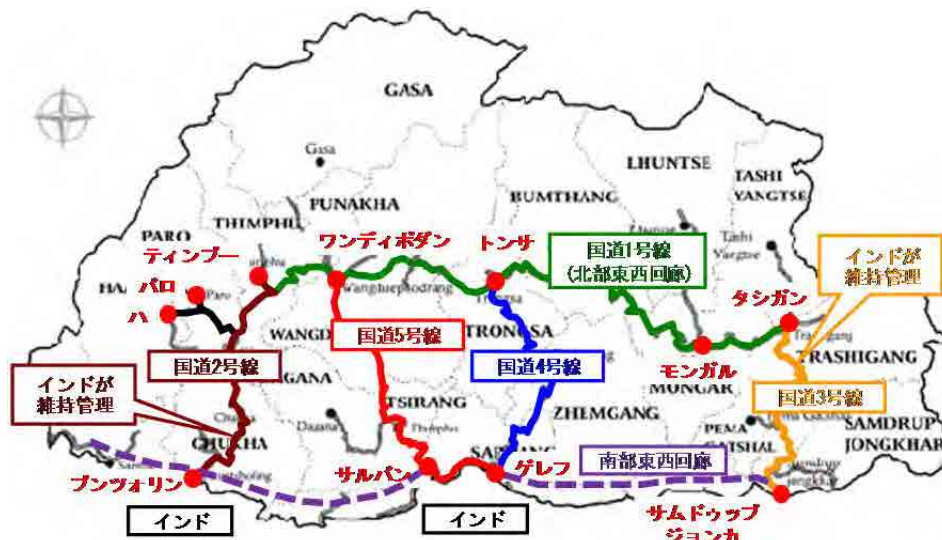 GASA
Gasa
LHUNTSE
TASHI
YANGTSE
BUMTHANG
PUNAKHA
THIMPHU
PARO
ティンプー
ワンディポダン
トンサ
国道1号線
(北部東西回廊)
インドが
維持管理
パロ
Paro
ハ
タシガン
WANGD
国道5号線
TRONGSA
国道2号線
国道4号線
モンガル
TRASHIGANG
インドが
維持管理
GANA
MONGAR
国道3号線
TSIRANG
ZHEMGANG
PEMA
GATSHAL
SAMDRUP
JONGKHAR
CHUKHA
Damphu
サルパン
ゲレフ
南部東西回廊
プンツォリン
インド
インド
サムドゥップ
ジョンカ